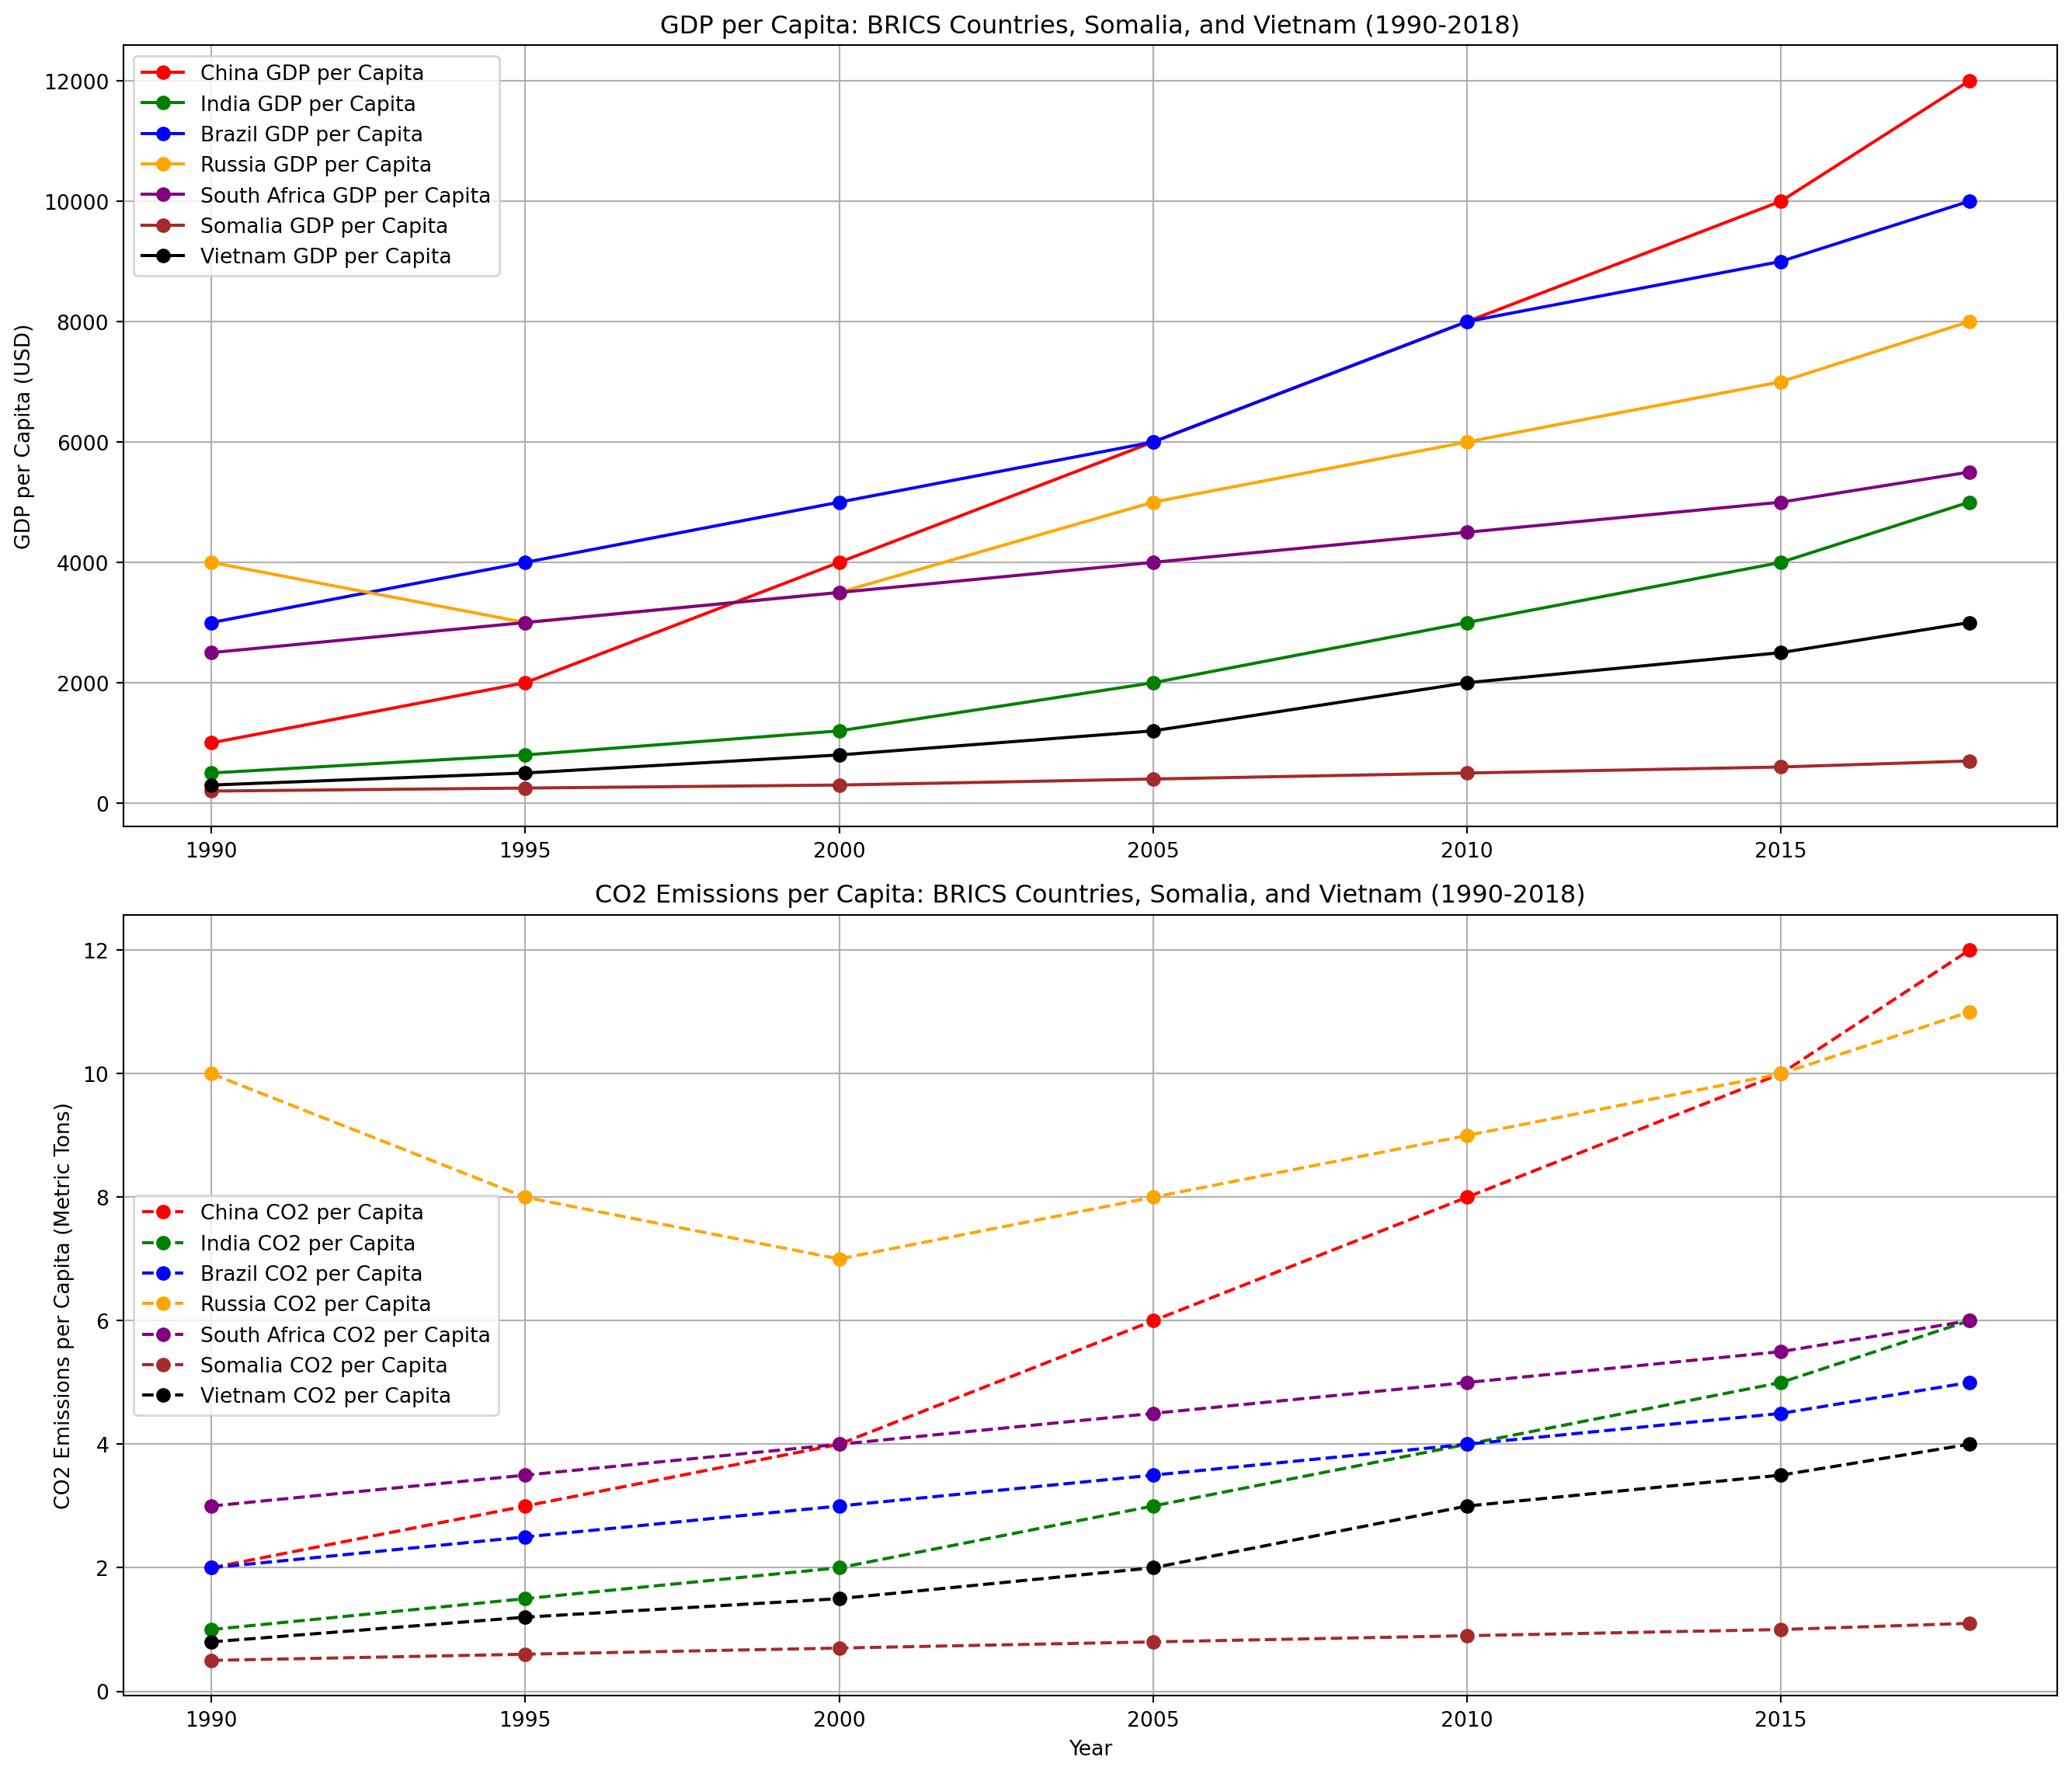 GDP per Capita: BRICS Countries, Somalia, and Vietnam (1990-2018)
GDP per Capita (USD)
12000
10000
8000
6000
4000
2000
0
China GDP per Capita
India GDP per Capita
Brazil GDP per Capita
Russia GDP per Capita
South Africa GDP per Capita
Somalia GDP per Capita
Vietnam GDP per Capita
1990 1995 2000 2005 2010 2015
CO2 Emissions per Capita: BRICS Countries, Somalia, and Vietnam (1990-2018)
CO2 Emissions per Capita (Metric Tons)
12
10
8
6
4
2
0
China CO2 per Capita
India CO2 per Capita
Brazil CO2 per Capita
Russia CO2 per Capita
South Africa CO2 per Capita
Somalia CO2 per Capita
Vietnam CO2 per Capita
1990 1995 2000 2005 2010 2015
Year